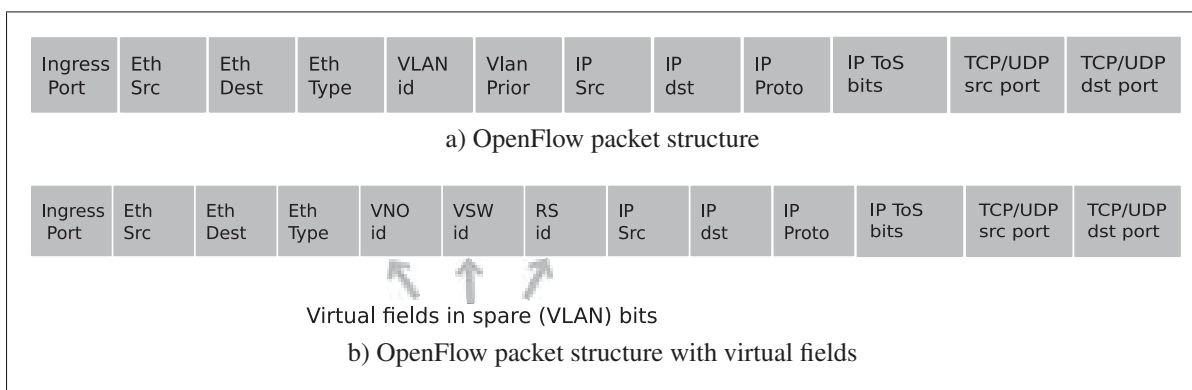 Ingress Eth Eth Eth VLAN Vlan IP IP IP IP ToS TCP/UDP TCP/UDP
Port Src Dest Type id Prior Src dst Proto bits src port dst port
a) OpenFlow packet structure
Ingress Eth Eth Eth VNO VSW RS IP IP IP IP ToS TCP/UDP TCP/UDP
Port Src Dest Type id id id Src dst Proto bits src port dst port
Virtual fields in spare (VLAN) bits
b) OpenFlow packet structure with virtual fields